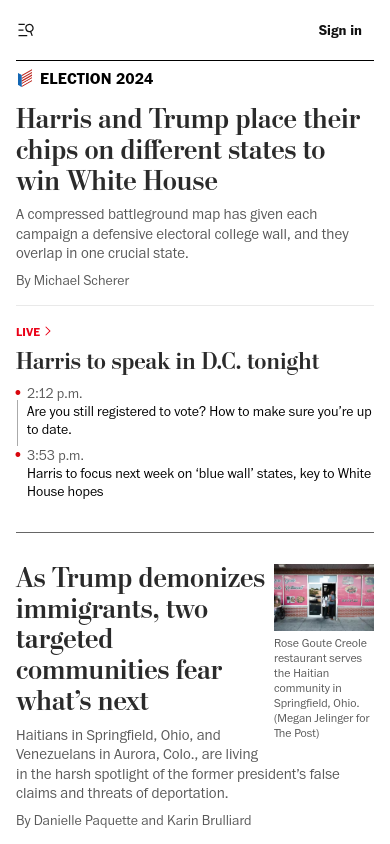 Sign in
ELECTION 2024
Harris and Trump place their
chips on different states to
win White House
A compressed battleground map has given each
campaign a defensive electoral college wall, and they
overlap in one crucial state.
By Michael Scherer
LIVE
Harris to speak in D.C. tonight
2:12 p.m.
Are you still registered to vote? How to make sure you’re up
to date.
3:53 p.m.
Harris to focus next week on ‘blue wall’ states, key to White
House hopes
As Trump demonizes
immigrants, two
targeted
communities fear
what’s next
Haitians in Springfield, Ohio, and
Venezuelans in Aurora, Colo., are living
in the harsh spotlight of the former president’s false
claims and threats of deportation.
By Danielle Paquette and Karin Brulliard
Rose Goute Creole
restaurant serves
the Haitian
community in
Springfield, Ohio.
(Megan Jelinger for
The Post)